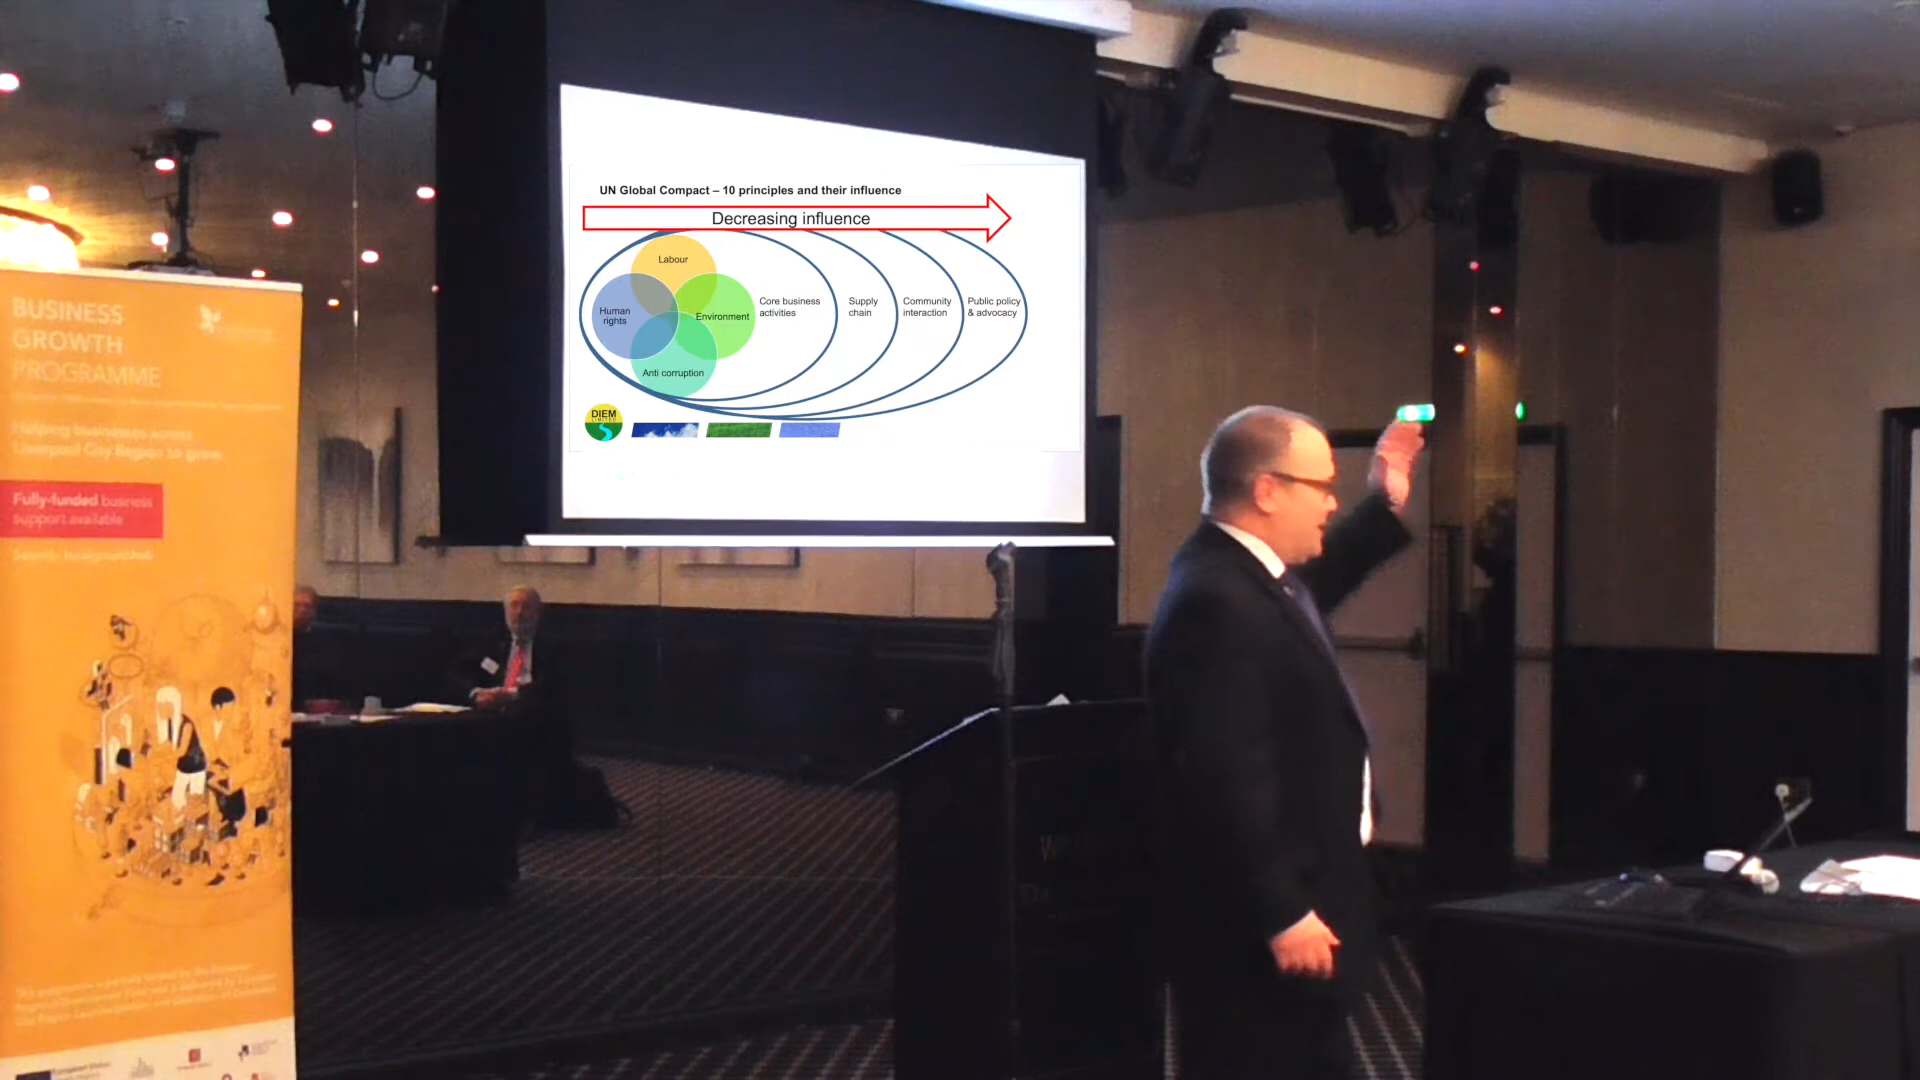 UN Global Compact – 10 principles and their influence
Decreasing influence
Labour
Human
rights
Environment
Anti corruption
Core business
activities
Supply
chain
Community
interaction
Public policy
& advocacy
DIEM
LIMITED
BUSINESS
GROWTH
PROGRAMME
Helping businesses across
Liverpool City Region to grow.
Fully-funded business
support available